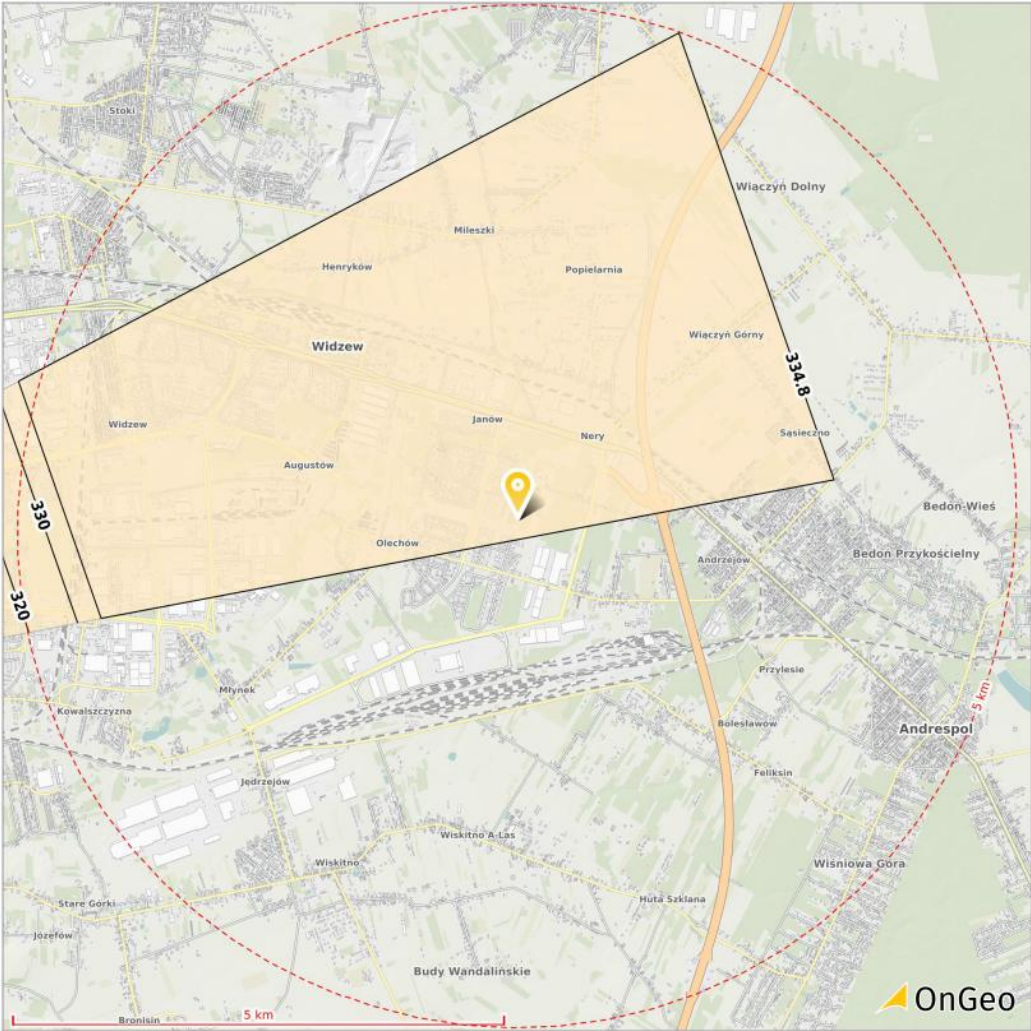 Stoki
Wiączyń Dolny
Mileszki
Henryków
Popielarnia
Wiączyń Górny
Widzew
334.8
Janów
Widzew
Nery
Sąsieczno
Augustów
330
Bedoń-Wieś
Olechów
Bedoń Przykościelny
Andrzejów
320
Przylesie
Młynek
5 km
Kowalszczyzna
Bolesławów
Andrespol
Feliksin
Jędrzejów
Wiskitno A-Las
Wiskitno
Wiśniowa Góra
Stare Górki
Huta Szklana
Józefów
Budy Wandalińskie
OnGeo
5 km
Bronisin